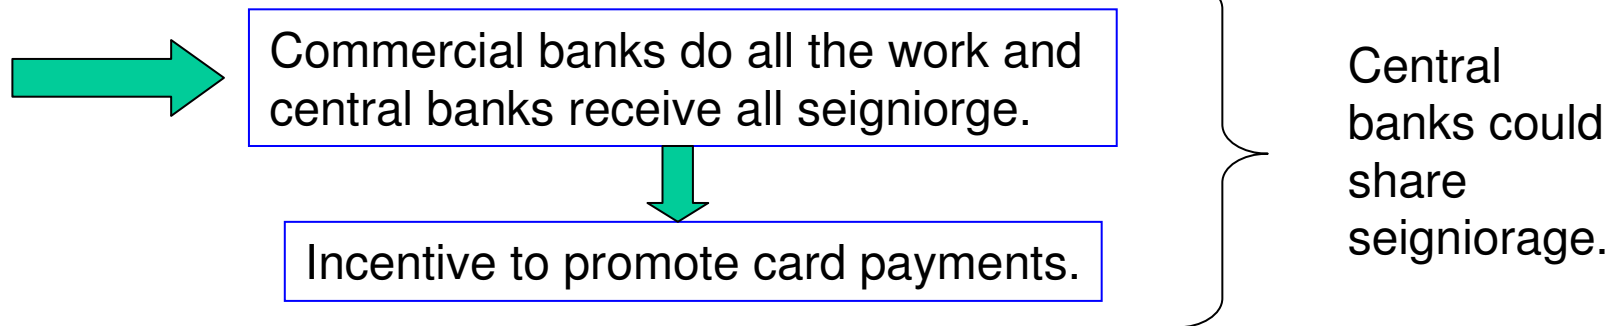 Commercial banks do all the work and
central banks receive all seigniorge.
Incentive to promote card payments.
Central
banks could
share
seigniorage.